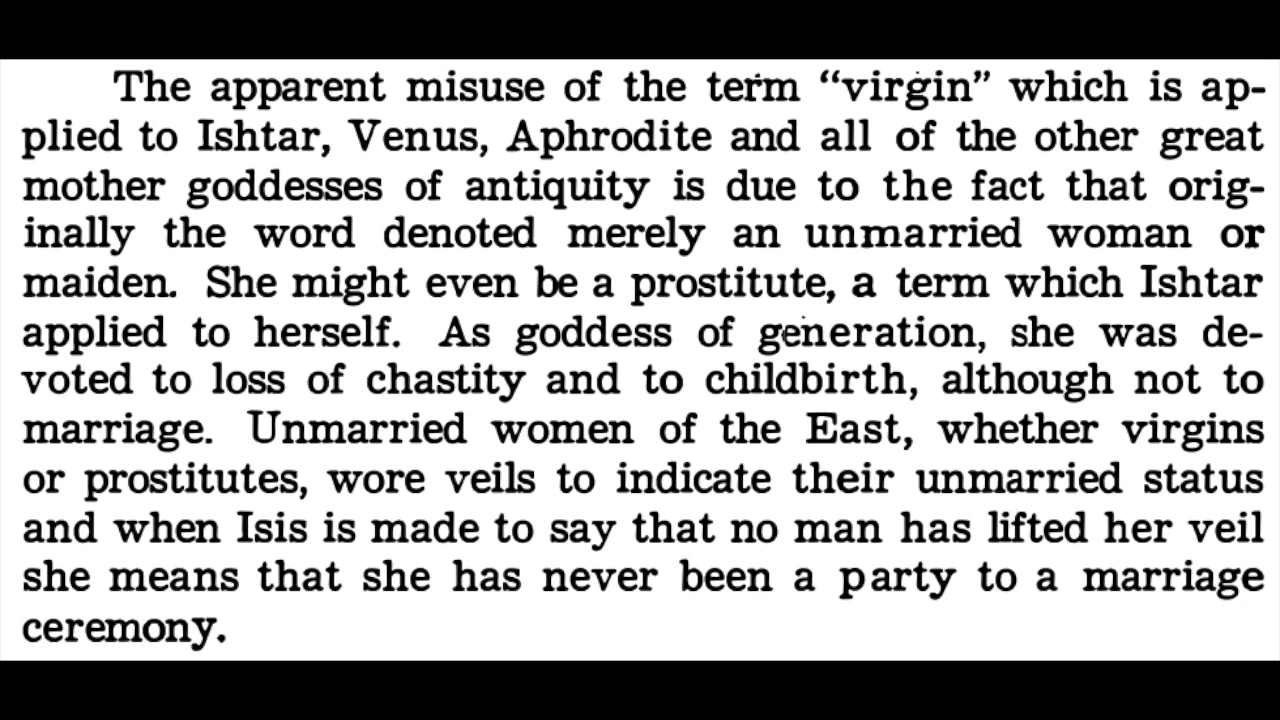 The apparent misuse of the term “virgin” which is ap-
plied to Ishtar, Venus, Aphrodite and all of the other great
mother goddesses of antiquity is due to the fact that orig-
inally the word denoted merely an unmarried woman or
maiden. She might even be a prostitute, a term which Ishtar
applied to herself. As goddess of generation, she was de-
voted to loss of chastity and to childbirth, although not to
marriage. Unmarried women of the East, whether virgins
or prostitutes, wore veils to indicate their unmarried status
and when Isis is made to say that no man has lifted her veil
she means that she has never been a party to a marriage
ceremony.